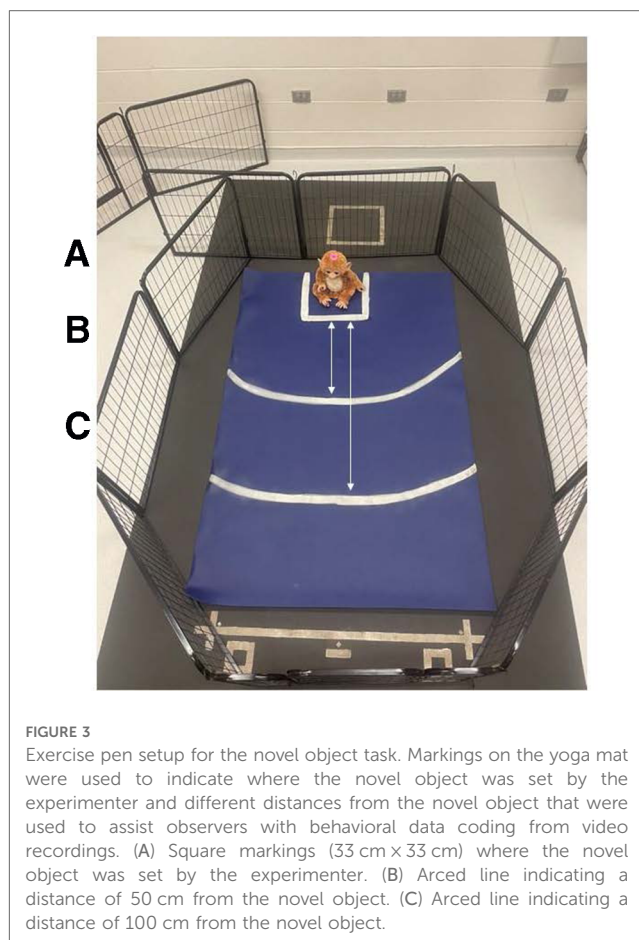 A
B
C
FIGURE 3
Exercise pen setup for the novel object task. Markings on the yoga mat
were used to indicate where the novel object was set by the
experimenter and different distances from the novel object that were
used to assist observers with behavioral data coding from video
recordings. (A) Square markings (33 cm × 33 cm) where the novel
object was set by the experimenter. (B) Arced line indicating a
distance of 50 cm from the novel object. (C) Arced line indicating a
distance of 100 cm from the novel object.